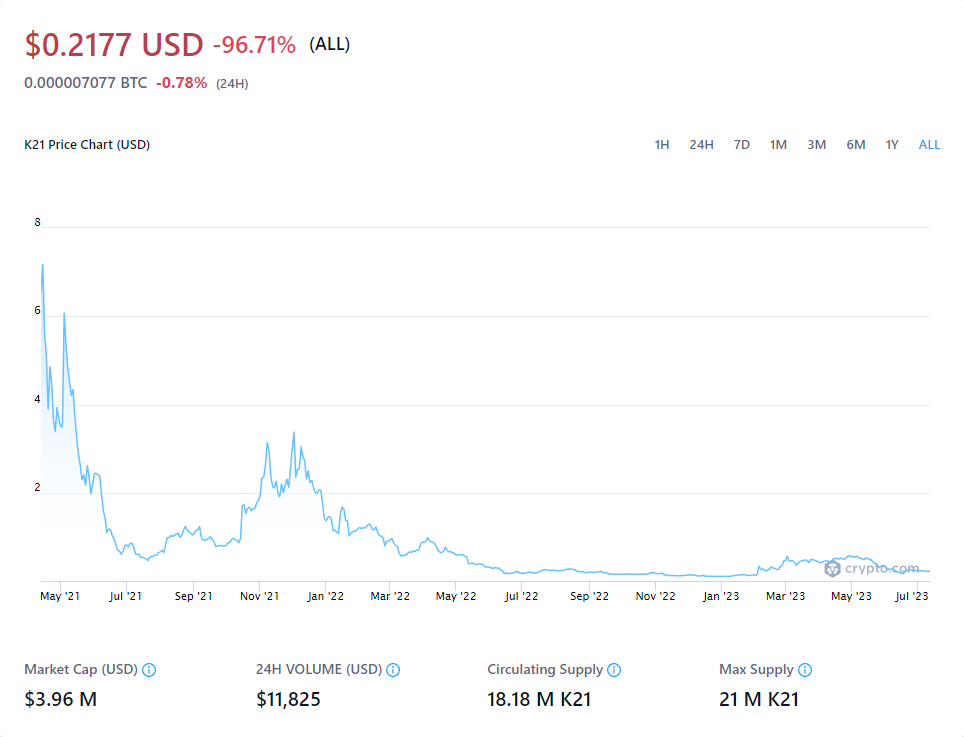 $0.2177 USD -96.71% (ALL)
0.000007077 BTC -0.78% (24H)
K21 Price Chart (USD) 1H 24H 7D 1M 3M 6M 1Y ALL
8
6
4
2
crypto.com
May '21 Jul '21 Sep '21 Nov '21 Jan '22 Mar '22 May '22 Jul '22 Sep '22 Nov '22 Jan '23 Mar '23 May '23 Jul '23
Market Cap (USD) 24H VOLUME (USD) Circulating Supply Max Supply
$3.96 M $11,825 18.18 M K21 21 M K21